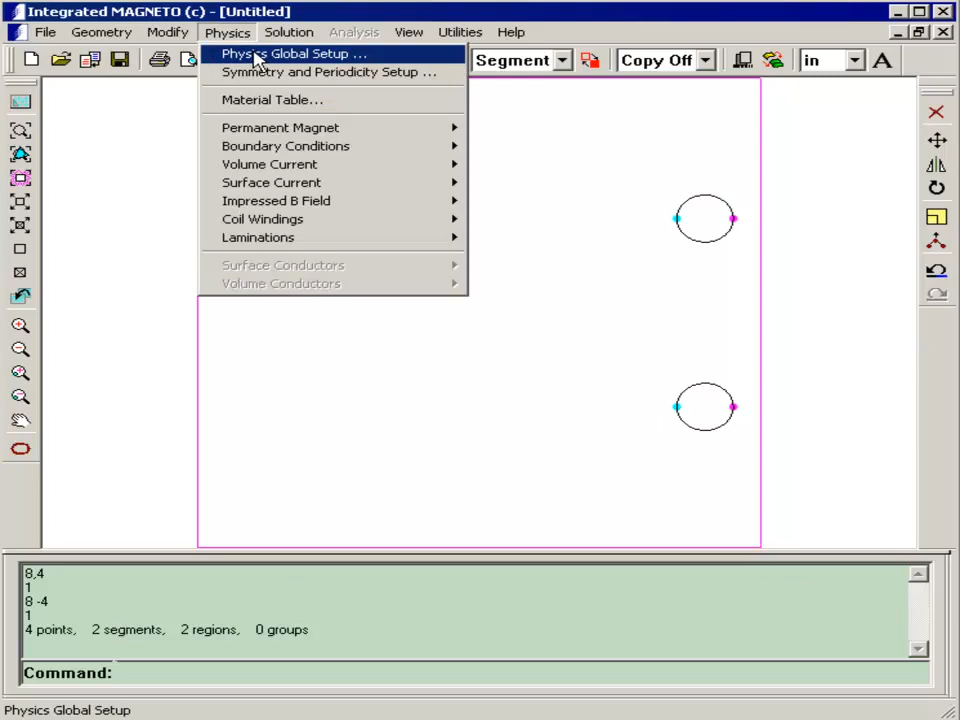 Integrated MAGNETO (c) - [Untitled]
File Geometry Modify Physics Solution Analysis View Utilities Help
Segment Copy Off in A
Physics Global Setup ...
Symmetry and Periodicity Setup ...
Material Table...
Permanent Magnet
Boundary Conditions
Volume Current
Surface Current
Impressed B Field
Coil Windings
Laminations
Surface Conductors
Volume Conductors
8,4
1
8 -4
1
4 points, 2 segments, 2 regions, 0 groups
Command:
Physics Global Setup